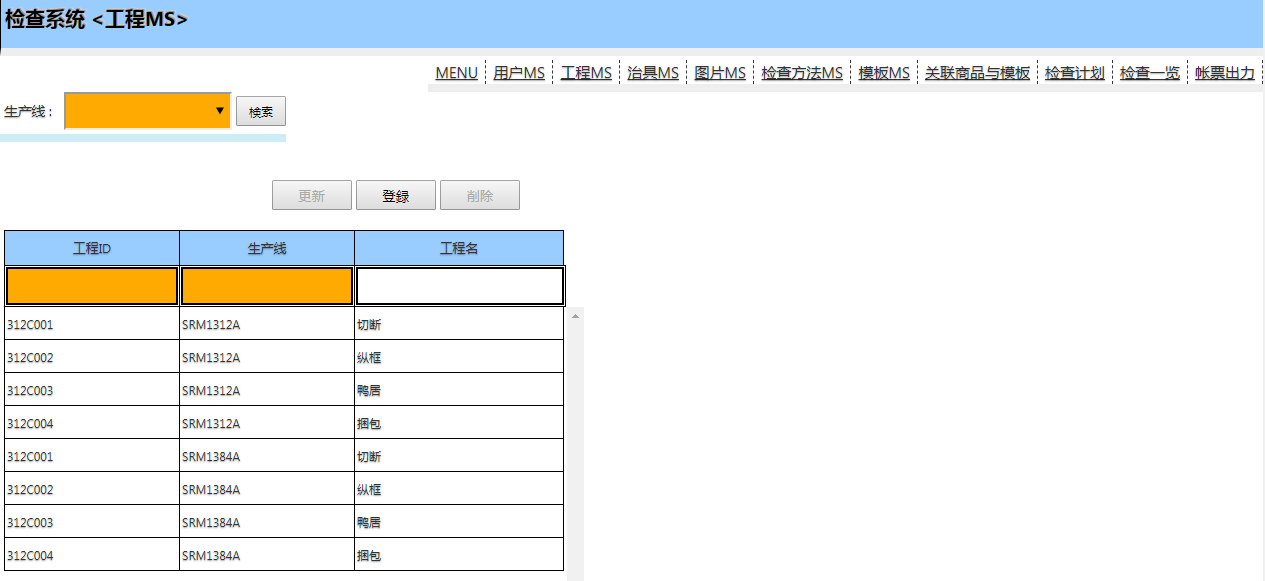 检查系统 <工程MS>
MENU 用户MS 工程MS 治具MS 图片MS 检查方法MS 模板MS 关联商品与模板 检查计划 检查一览 帐票出力
生产线： 検索
更新 登録 削除
工程ID 生产线 工程名
312C001 SRM1312A 切断
312C002 SRM1312A 纵框
312C003 SRM1312A 鸭居
312C004 SRM1312A 捆包
312C001 SRM1384A 切断
312C002 SRM1384A 纵框
312C003 SRM1384A 鸭居
312C004 SRM1384A 捆包